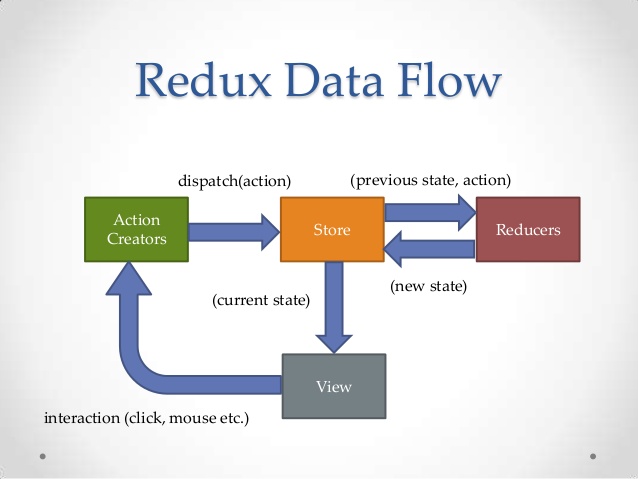 Redux Data Flow
dispatch(action)
(previous state, action)
Action
Creators
Store
Reducers
(new state)
(current state)
View
interaction (click, mouse etc.)